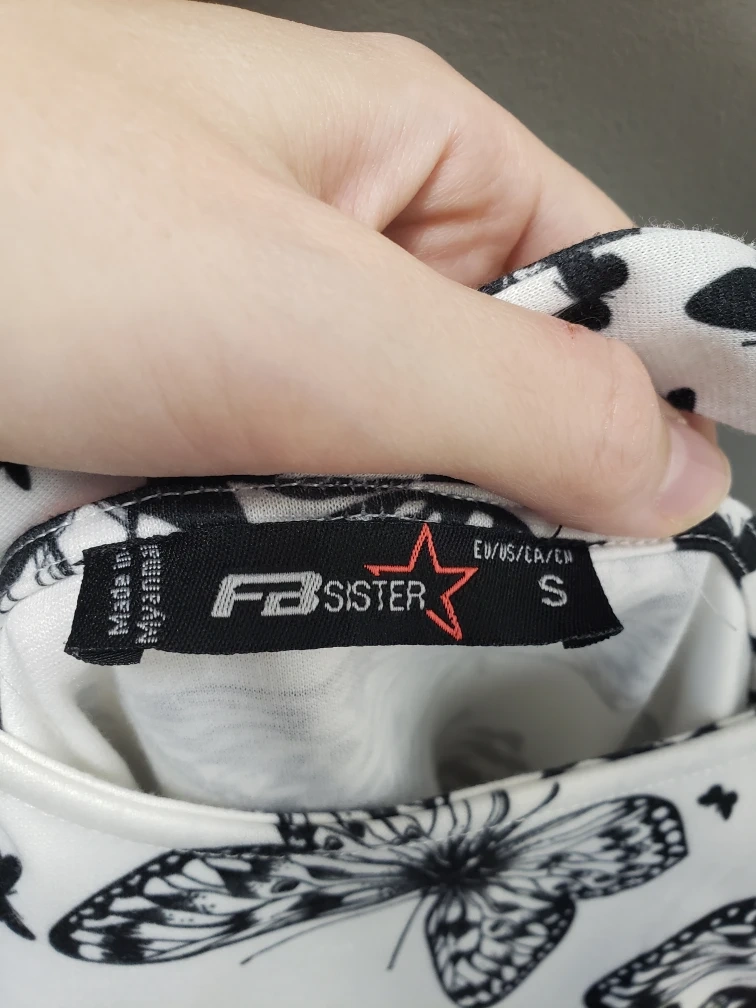 Made in
Myanmar
FB SISTER
EU/US/CA/CN
S